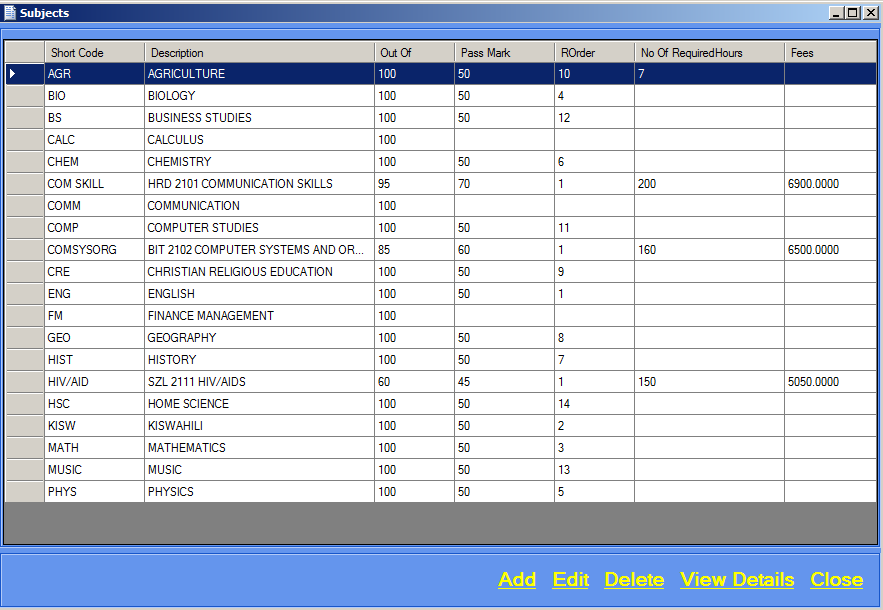 Subjects
Short Code Description Out Of Pass Mark ROrder No Of RequiredHours Fees
AGR AGRICULTURE 100 50 10 7
BIO BIOLOGY 100 50 4
BS BUSINESS STUDIES 100 50 12
CALC CALCULUS 100
CHEM CHEMISTRY 100 50 6
COM SKILL HRD 2101 COMMUNICATION SKILLS 95 70 1 200 6900.0000
COMM COMMUNICATION 100
COMP COMPUTER STUDIES 100 50 11
COMSYSORG BIT 2102 COMPUTER SYSTEMS AND OR... 85 60 1 160 6500.0000
CRE CHRISTIAN RELIGIOUS EDUCATION 100 50 9
ENG ENGLISH 100 50 1
FM FINANCE MANAGEMENT 100
GEO GEOGRAPHY 100 50 8
HIST HISTORY 100 50 7
HIV/AID SZL 2111 HIV/AIDS 60 45 1 150 5050.0000
HSC HOME SCIENCE 100 50 14
KISW KISWAHILI 100 50 2
MATH MATHEMATICS 100 50 3
MUSIC MUSIC 100 50 13
PHYS PHYSICS 100 50 5
Add Edit Delete View Details Close